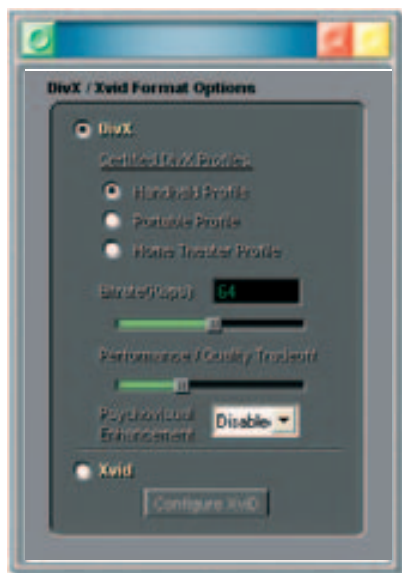 DivX / Xvid Format Options
DivX
Certified DivX Profiles:
Handheld Profile
Portable Profile
Home Theater Profile
Bitrate(Kbps): 64
Performance / Quality Tradeoff
Psychovisual
Enhancement
Disable
Xvid
Configure XviD